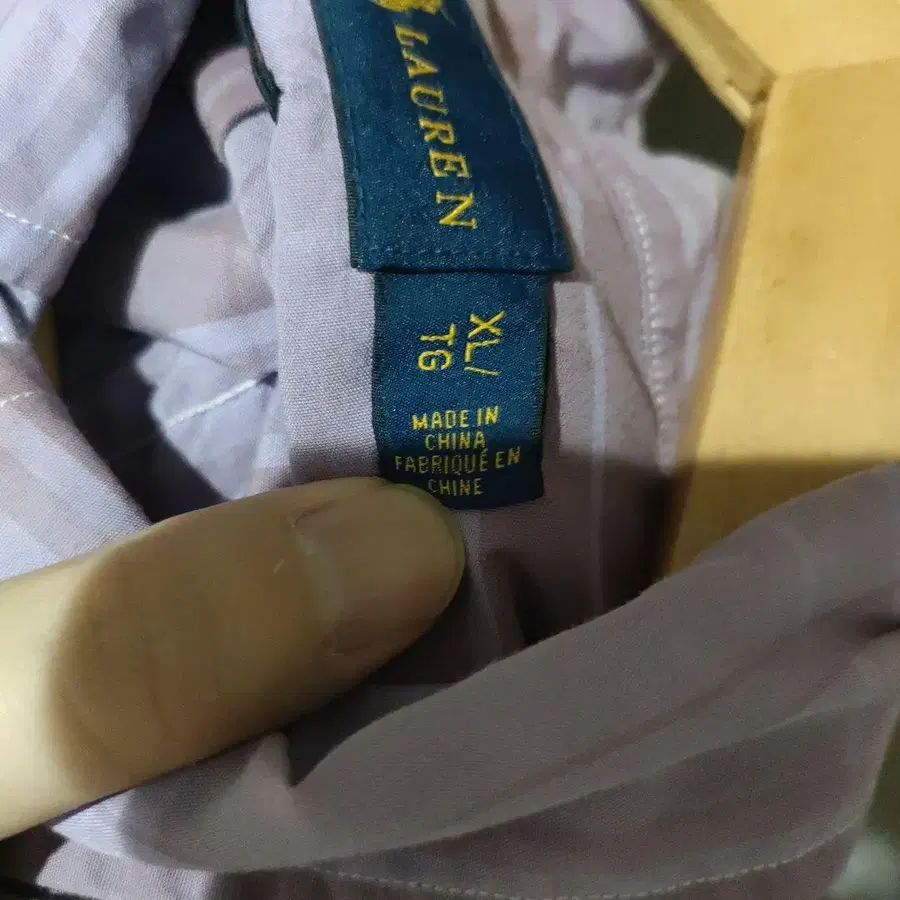 LAUREN
XL/
TG
MADE IN
CHINA
FABRIQUÉ EN
CHINE